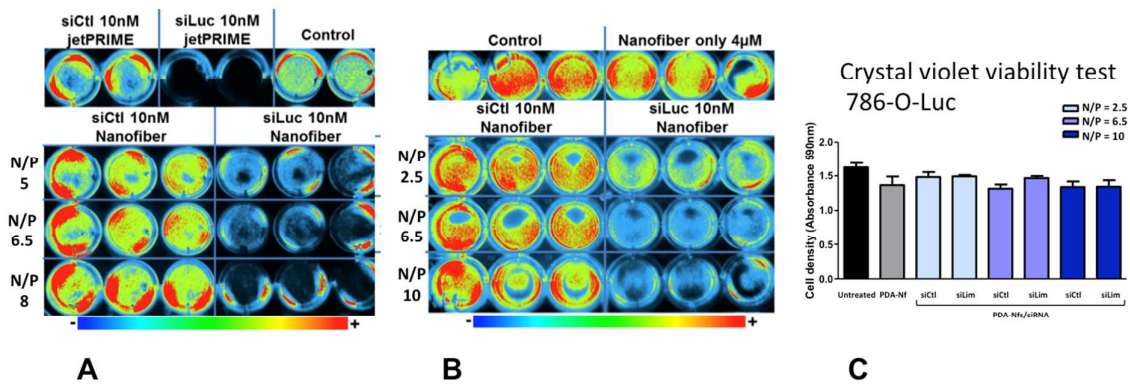 siCtl 10nM siLuc 10nM
jetPRIME jetPRIME Control
siCtl 10nM siLuc 10nM
Nanofiber Nanofiber
N/P
5
N/P
6.5
N/P
8
- +
A
Control Nanofiber only 4µM
siCtl 10nM siLuc 10nM
Nanofiber Nanofiber
N/P
2.5
N/P
6.5
N/P
10
- +
B
Crystal violet viability test
786-O-Luc
N/P = 2.5
N/P = 6.5
N/P = 10
Cell density (Absorbance 590nm)
2.0
1.5
1.0
0.5
0.0
Untreated PDA-Nf siCtl siLim siCtl siLim siCtl siLim
PDA-Nfs/siRNA
C